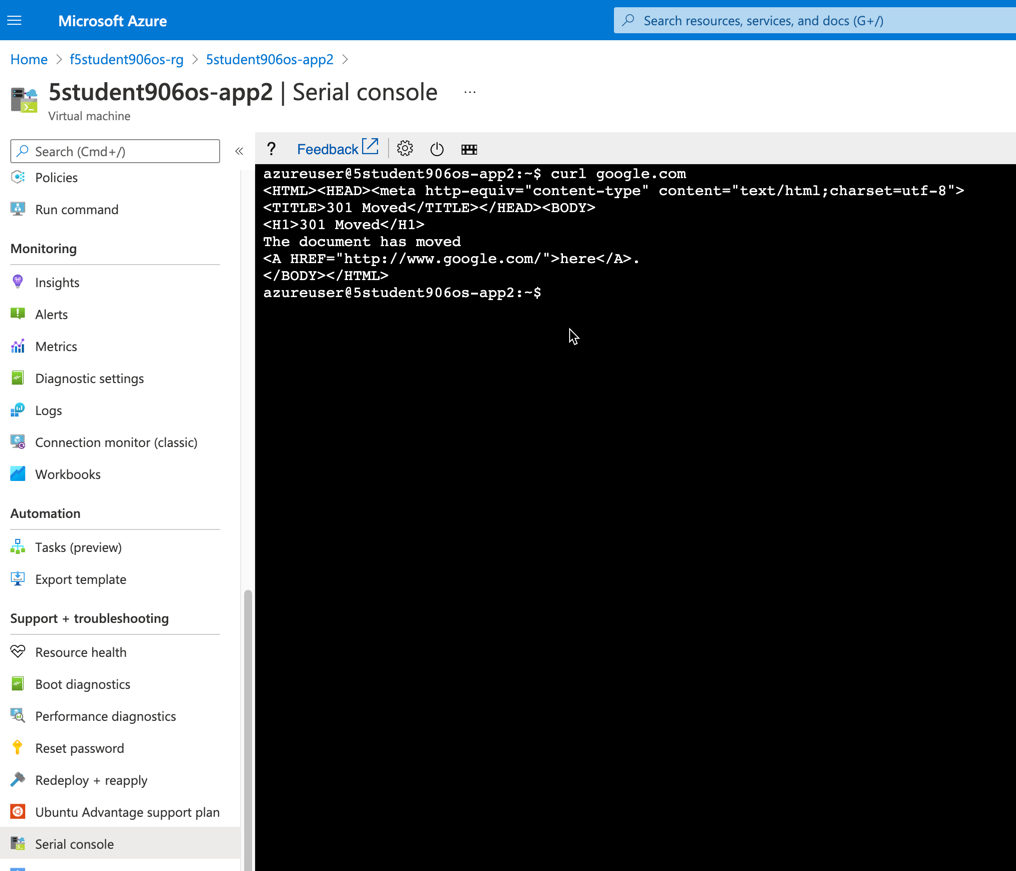 Microsoft Azure
Search resources, services, and docs (G+/)
Home > f5student906os-rg > 5student906os-app2 >
5student906os-app2 | Serial console ...
Virtual machine
Search (Cmd+/)
«
? Feedback
Policies
Run command
Monitoring
Insights
Alerts
Metrics
Diagnostic settings
Logs
Connection monitor (classic)
Workbooks
Automation
Tasks (preview)
Export template
Support + troubleshooting
Resource health
Boot diagnostics
Performance diagnostics
Reset password
Redeploy + reapply
Ubuntu Advantage support plan
Serial console
azureuser@5student906os-app2:~$ curl google.com
<HTML><HEAD><meta http-equiv="content-type" content="text/html;charset=utf-8">
<TITLE>301 Moved</TITLE></HEAD><BODY>
<H1>301 Moved</H1>
The document has moved
<A HREF="http://www.google.com/">here</A>.
</BODY></HTML>
azureuser@5student906os-app2:~$